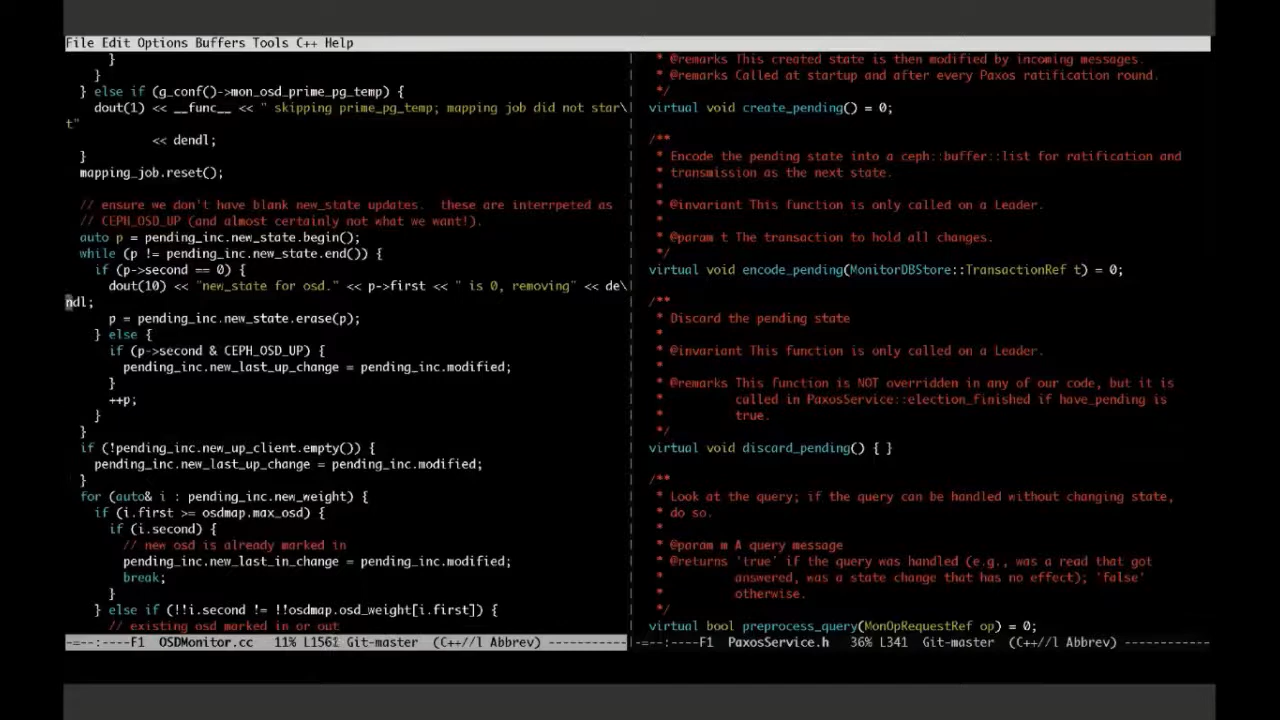 File Edit Options Buffers Tools C++ Help
}
}
} else if (g_conf()->mon_osd_prime_pg_temp) {
dout(1) << __func__ << " skipping prime_pg_temp; mapping job did not star\
t"
<< dendl;
}
mapping_job.reset();
// ensure we don't have blank new_state updates.  these are interrpeted as
// CEPH_OSD_UP (and almost certainly not what we want!).
auto p = pending_inc.new_state.begin();
while (p != pending_inc.new_state.end()) {
if (p->second == 0) {
dout(10) << "new_state for osd." << p->first << " is 0, removing" << de\
ndl;
p = pending_inc.new_state.erase(p);
} else {
if (p->second & CEPH_OSD_UP) {
pending_inc.new_last_up_change = pending_inc.modified;
}
++p;
}
}
if (!pending_inc.new_up_client.empty()) {
pending_inc.new_last_up_change = pending_inc.modified;
}
for (auto& i : pending_inc.new_weight) {
if (i.first >= osdmap.max_osd) {
if (i.second) {
// new osd is already marked in
pending_inc.new_last_in_change = pending_inc.modified;
break;
}
} else if (!!i.second != !!osdmap.osd_weight[i.first]) {
// existing osd marked in or out
-=--:----F1  OSDMonitor.cc   11% L1561 Git-master  (C++//l Abbrev) -----------
* @remarks This created state is then modified by incoming messages.
* @remarks Called at startup and after every Paxos ratification round.
*/
virtual void create_pending() = 0;
/**
* Encode the pending state into a ceph::buffer::list for ratification and
* transmission as the next state.
*
* @invariant This function is only called on a Leader.
*
* @param t The transaction to hold all changes.
*/
virtual void encode_pending(MonitorDBStore::TransactionRef t) = 0;
/**
* Discard the pending state
*
* @invariant This function is only called on a Leader.
*
* @remarks This function is NOT overridden in any of our code, but it is
*          called in PaxosService::election_finished if have_pending is
*          true.
*/
virtual void discard_pending() { }
/**
* Look at the query; if the query can be handled without changing state,
* do so.
*
* @param m A query message
* @returns 'true' if the query was handled (e.g., was a read that got
*          answered, was a state change that has no effect); 'false'
*          otherwise.
*/
virtual bool preprocess_query(MonOpRequestRef op) = 0;
-=--:----F1  PaxosService.h   36% L341  Git-master  (C++//l Abbrev) ------------